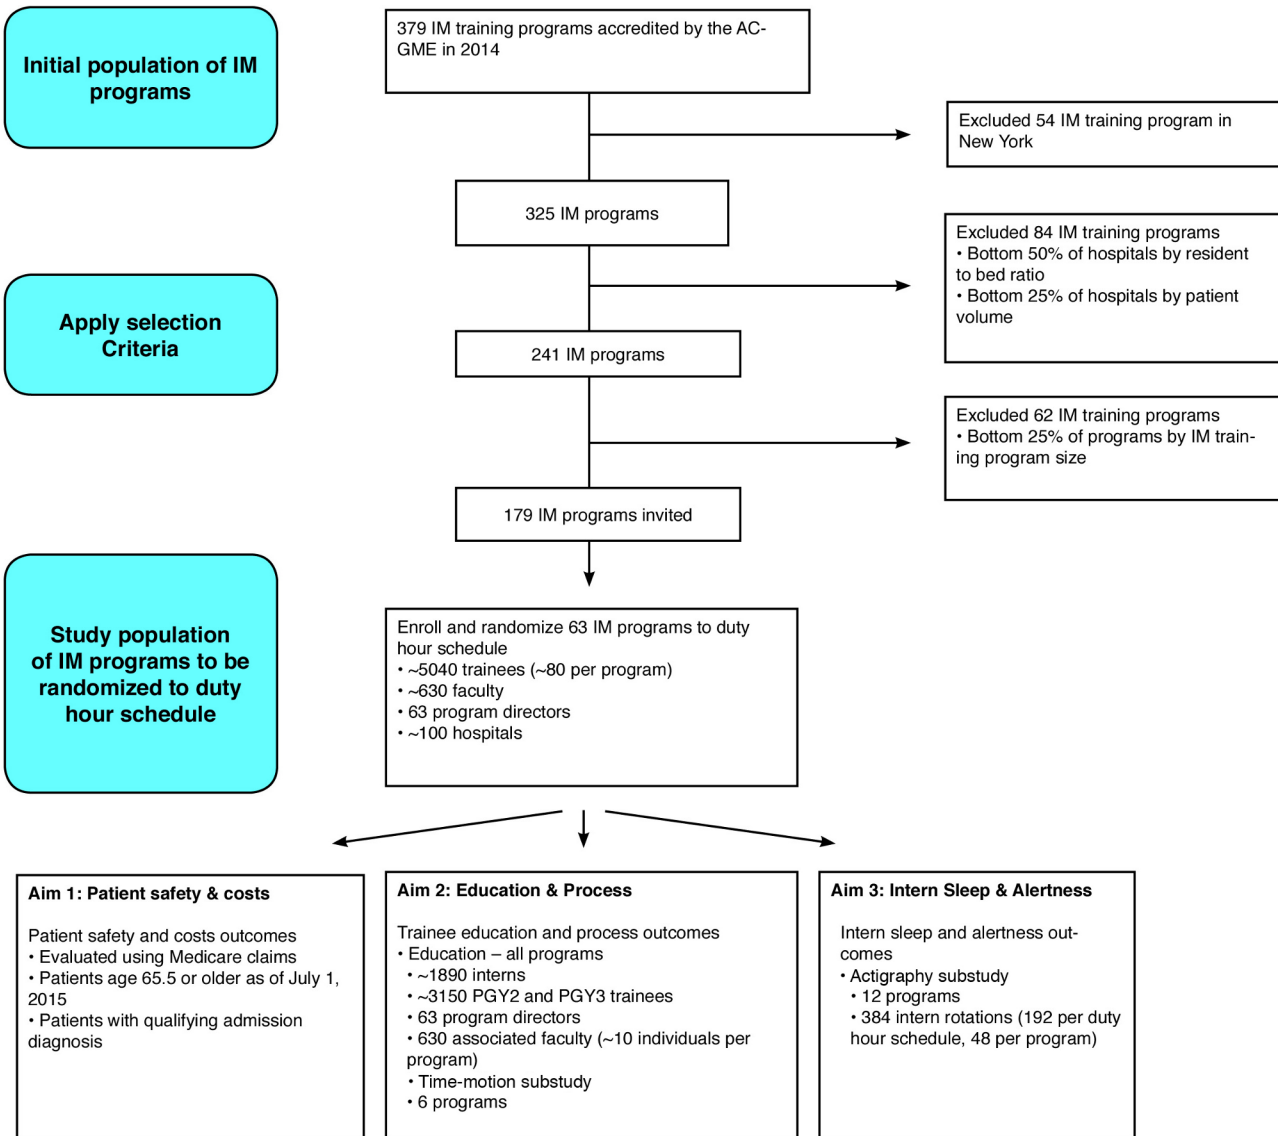 Initial population of IM
programs
379 IM training programs accredited by the AC-
GME in 2014
Excluded 54 IM training program in
New York
325 IM programs
Excluded 84 IM training programs
• Bottom 50% of hospitals by resident
to bed ratio
• Bottom 25% of hospitals by patient
volume
Apply selection
Criteria
241 IM programs
Excluded 62 IM training programs
• Bottom 25% of programs by IM train-
ing program size
179 IM programs invited
Study population
of IM programs to be
randomized to duty
hour schedule
Enroll and randomize 63 IM programs to duty
hour schedule
• ~5040 trainees (~80 per program)
• ~630 faculty
• 63 program directors
• ~100 hospitals
Aim 1: Patient safety & costs
Patient safety and costs outcomes
• Evaluated using Medicare claims
• Patients age 65.5 or older as of July 1,
2015
• Patients with qualifying admission
diagnosis
Aim 2: Education & Process
Trainee education and process outcomes
• Education – all programs
• ~1890 interns
• ~3150 PGY2 and PGY3 trainees
• 63 program directors
• 630 associated faculty (~10 individuals per
program)
• Time-motion substudy
• 6 programs
Aim 3: Intern Sleep & Alertness
Intern sleep and alertness out-
comes
• Actigraphy substudy
• 12 programs
• 384 intern rotations (192 per duty
hour schedule, 48 per program)